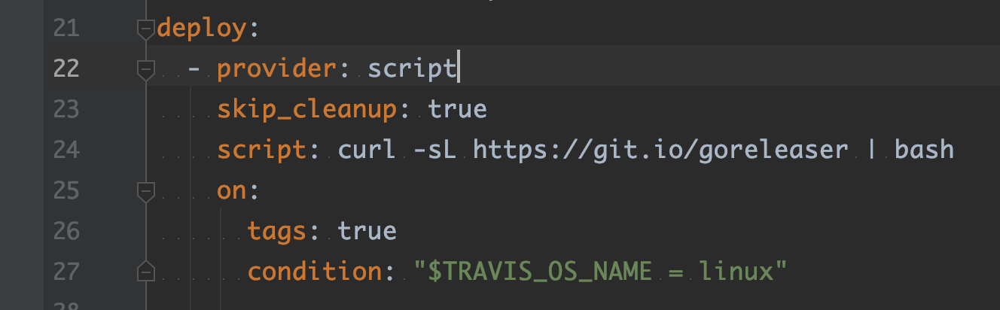 21 deploy:
22 - provider: script
23 skip_cleanup: true
24 script: curl -sL https://git.io/goreleaser | bash
25 on:
26 tags: true
27 condition: "$TRAVIS_OS_NAME = linux"
28